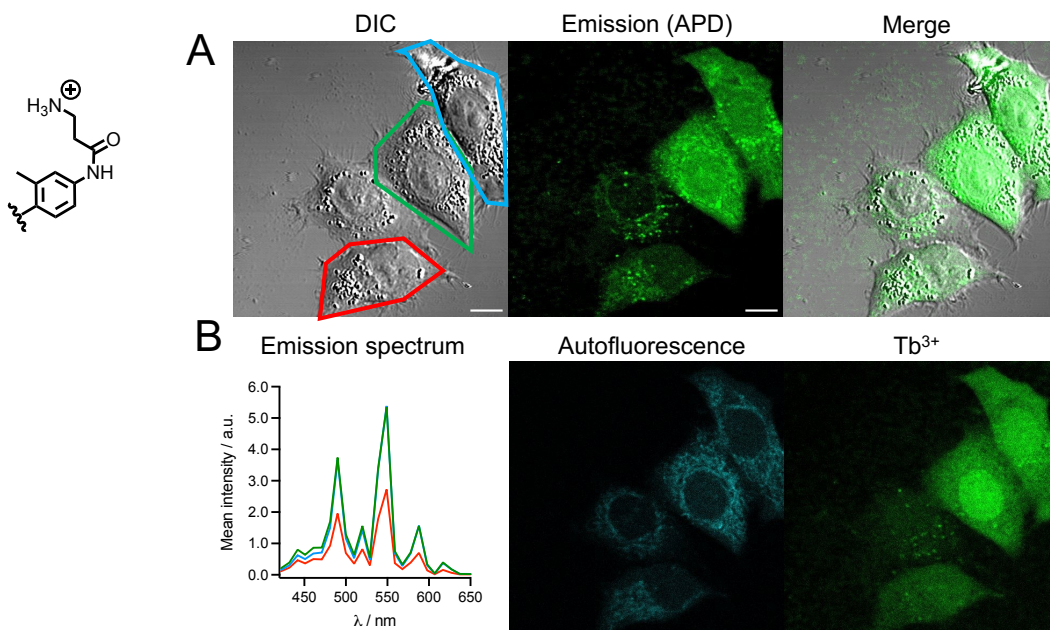 A
DIC
Emission (APD)
Merge
⊕
H₃N
O
NH
B
Emission spectrum
Autofluorescence
Tb³⁺
Mean intensity / a.u.
6.0
5.0
4.0
3.0
2.0
1.0
0.0
450
500
550
600
650
λ / nm